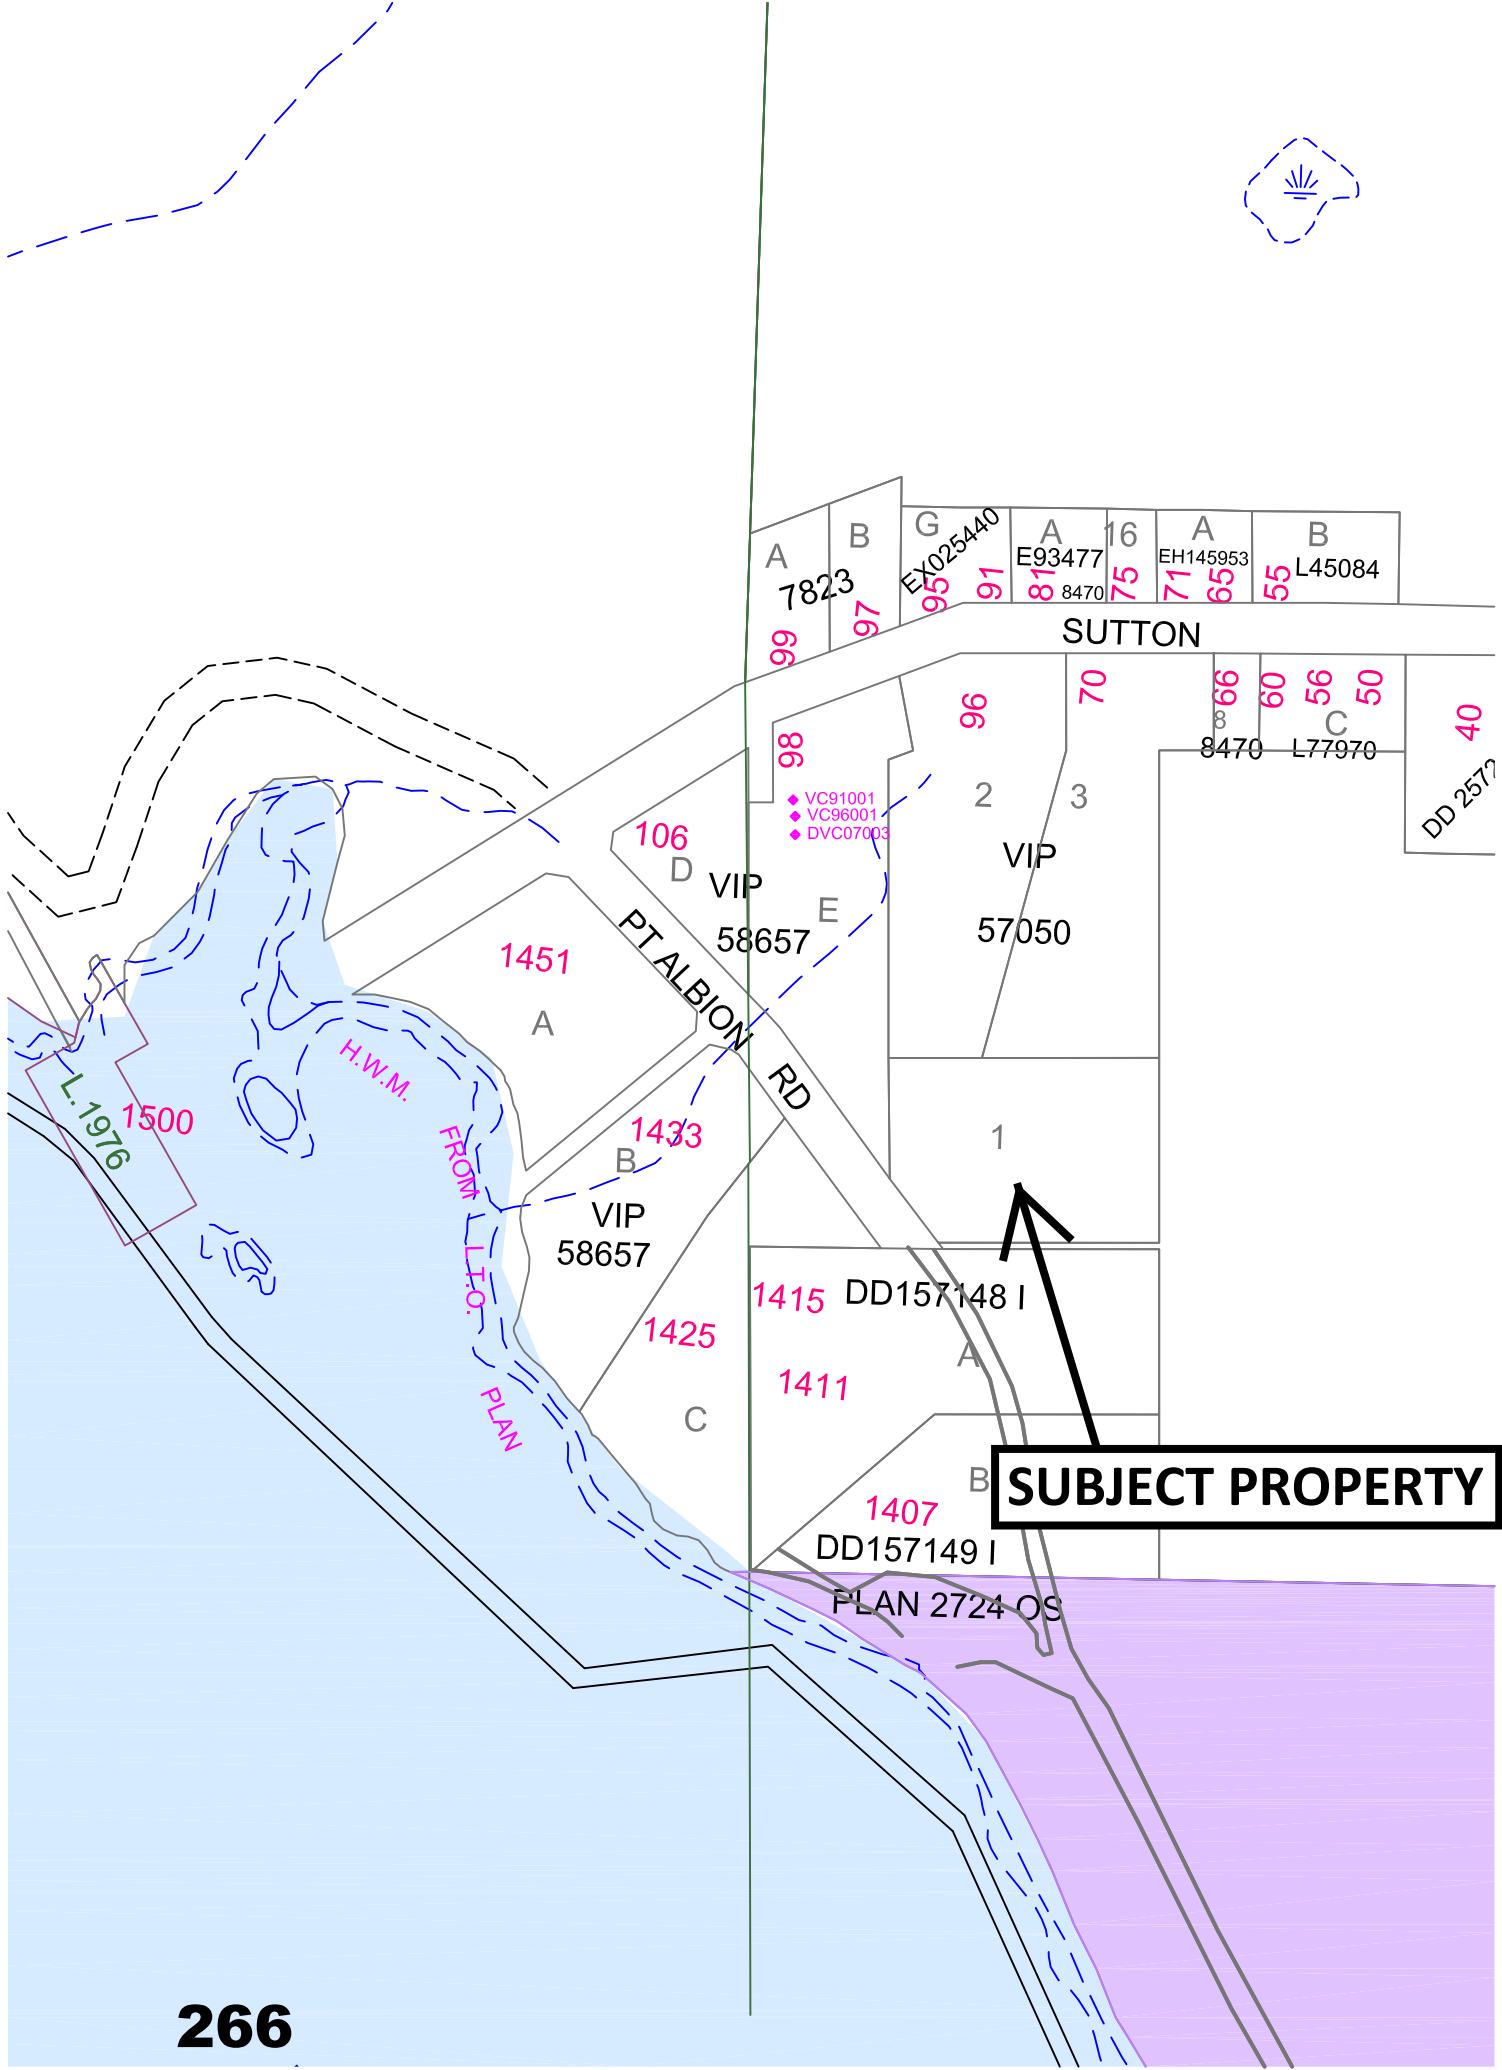 A
B
G
A
16
A
B
7823
EX025440
E93477
8470
EH145953
L45084
99
97
95
91
81
75
71
65
55
SUTTON
98
96
70
66
60
56
50
40
8
8470
C
L77970
DD 2572
VC91001
VC96001
DVC07003
2
3
VIP
57050
106
D
VIP
58657
E
1451
A
PT ALBION RD
H.W.M.
FROM
L.T.O.
PLAN
L.1976
1500
1433
B
VIP
58657
1
1415
DD157148 I
1425
1411
A
C
SUBJECT PROPERTY
B
1407
DD157149 I
PLAN 2724 OS
266